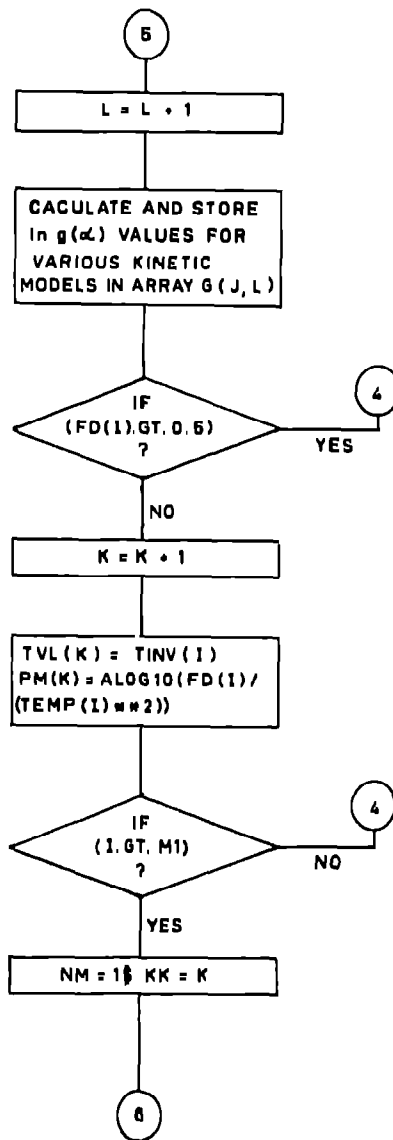 5
L = L + 1
CACULATE AND STORE
ln g(α) VALUES FOR
VARIOUS KINETIC
MODELS IN ARRAY G(J,L)
IF
(FD(I).GT.0.5)
?
YES
4
NO
K = K + 1
TVL(K) = TINV(I)
PM(K) = ALOG10(FD(I)/
(TEMP(I)**2))
IF
(I.GT.M1)
?
NO
4
YES
NM = 1$ KK = K
6